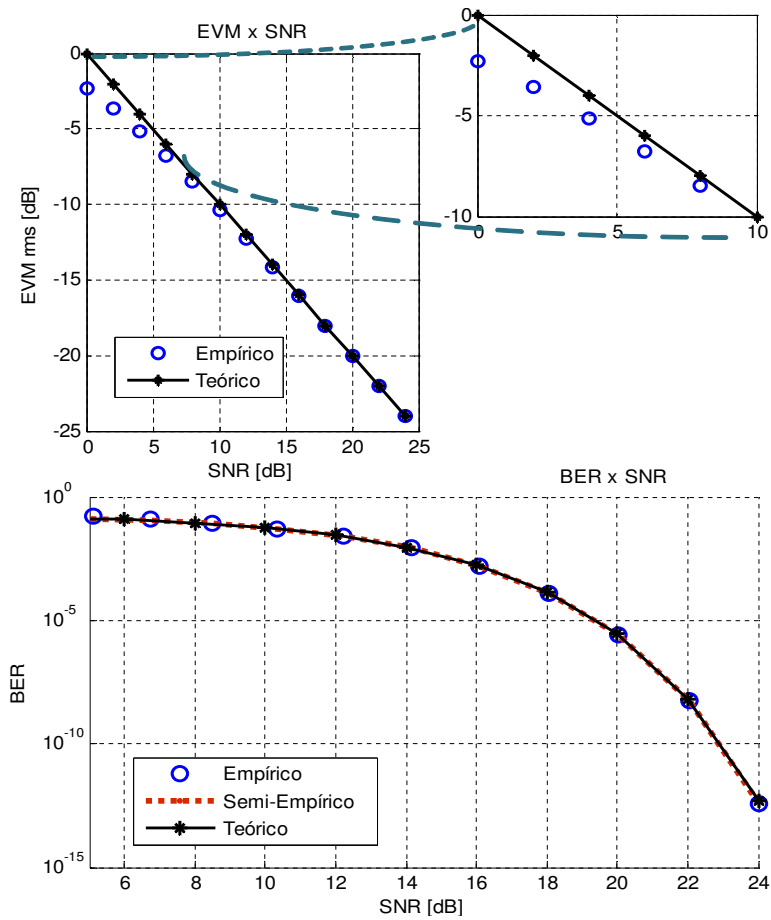 EVM x SNR
0
-5
-10
-15
-20
-25
EVM rms [dB]
0 5 10 15 20 25
SNR [dB]
Empírico
Teórico
0
-5
-10
0 5 10
BER x SNR
10^0
10^-5
10^-10
10^-15
BER
6 8 10 12 14 16 18 20 22 24
SNR [dB]
Empírico
Semi-Empírico
Teórico